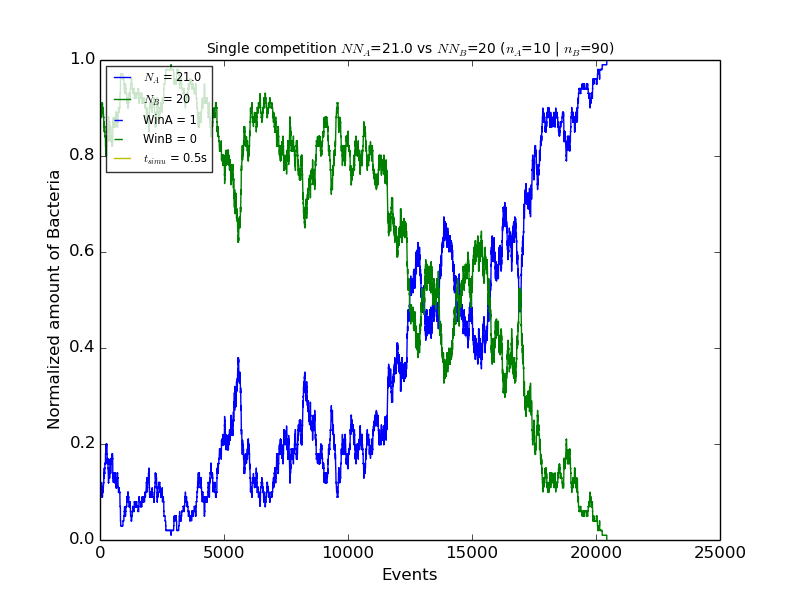 Single competition NN_A=21.0 vs NN_B=20 (n_A=10 | n_B=90)
1.0
N_A = 21.0
N_B = 20
WinA = 1
WinB = 0
t_simu = 0.5s
0.8
0.6
0.4
0.2
0.0
Normalized amount of Bacteria
0 5000 10000 15000 20000 25000
Events